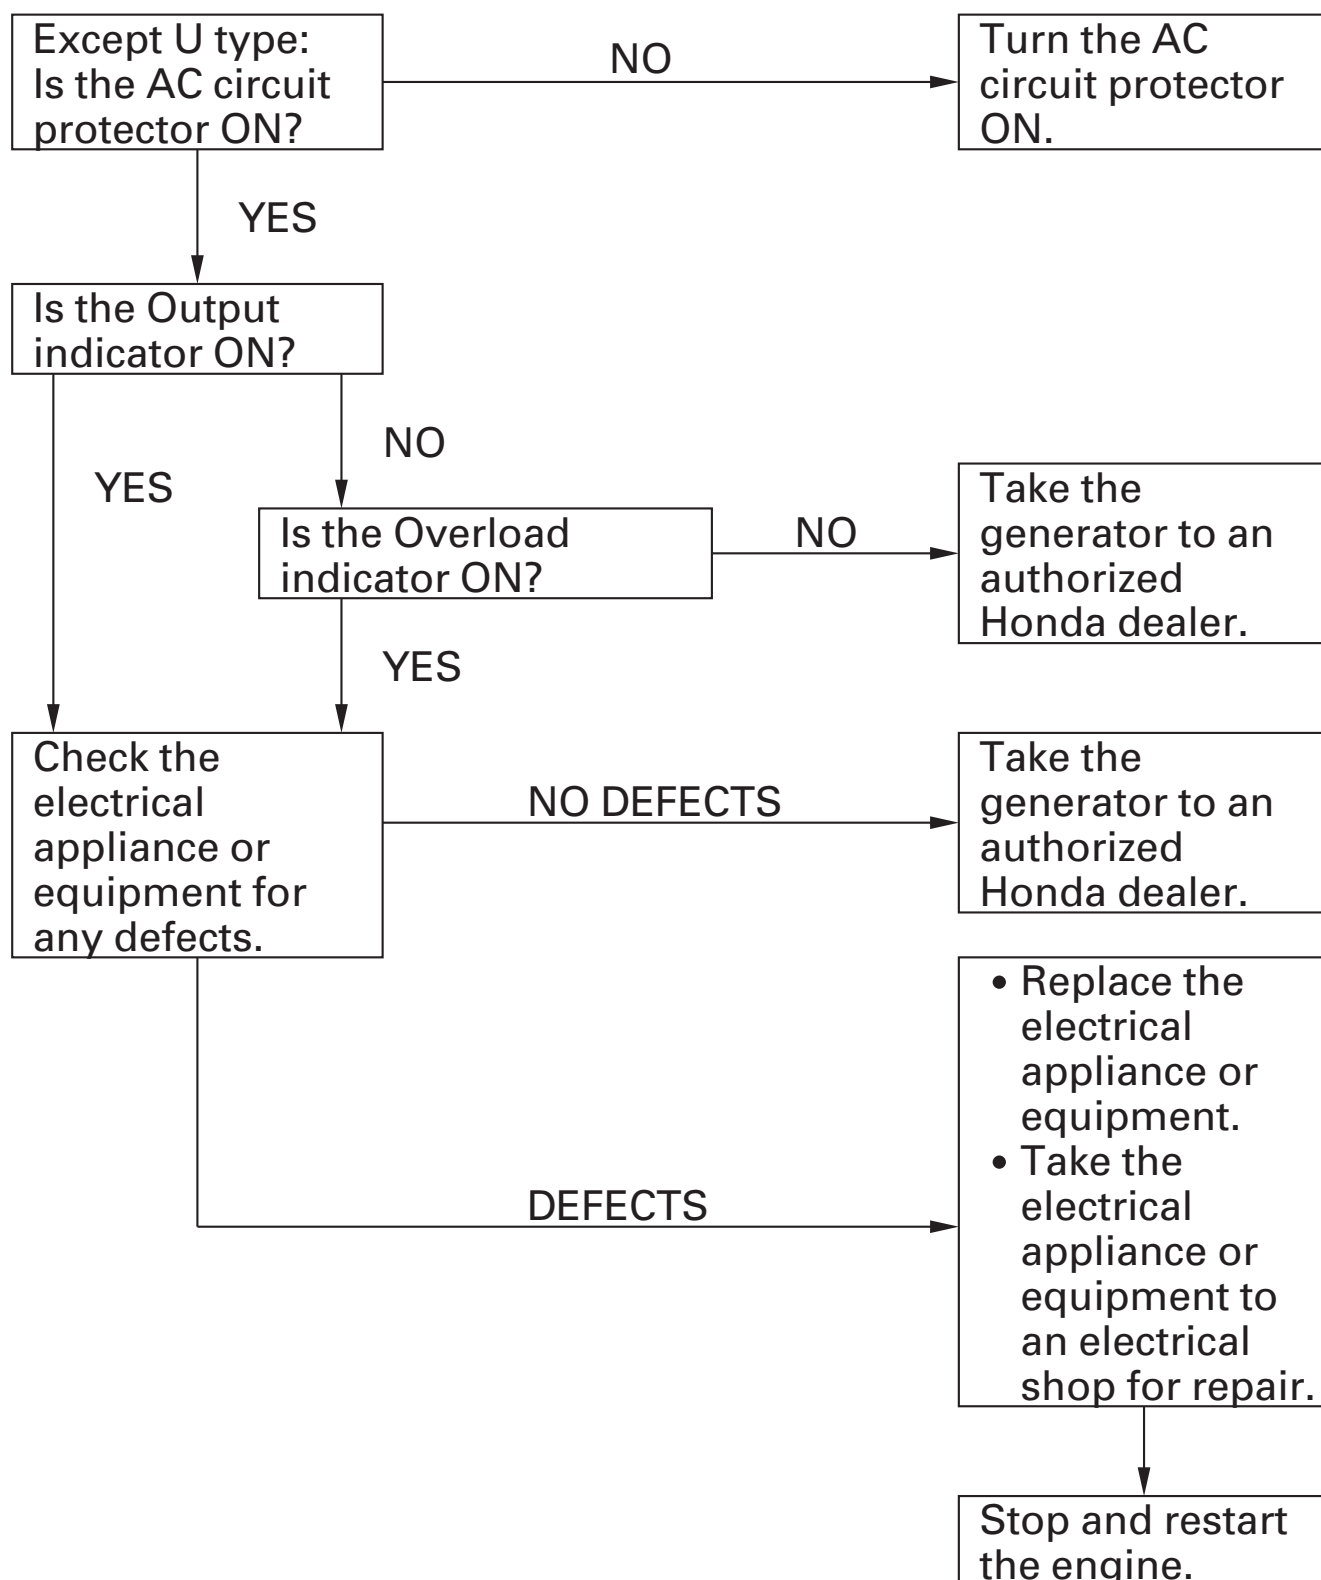 Except U type:
Is the AC circuit
protector ON?
NO
Turn the AC
circuit protector
ON.
YES
Is the Output
indicator ON?
YES
NO
Is the Overload
indicator ON?
NO
Take the
generator to an
authorized
Honda dealer.
YES
Check the
electrical
appliance or
equipment for
any defects.
NO DEFECTS
Take the
generator to an
authorized
Honda dealer.
DEFECTS
• Replace the
electrical
appliance or
equipment.
• Take the
electrical
appliance or
equipment to
an electrical
shop for repair.
Stop and restart
the engine.